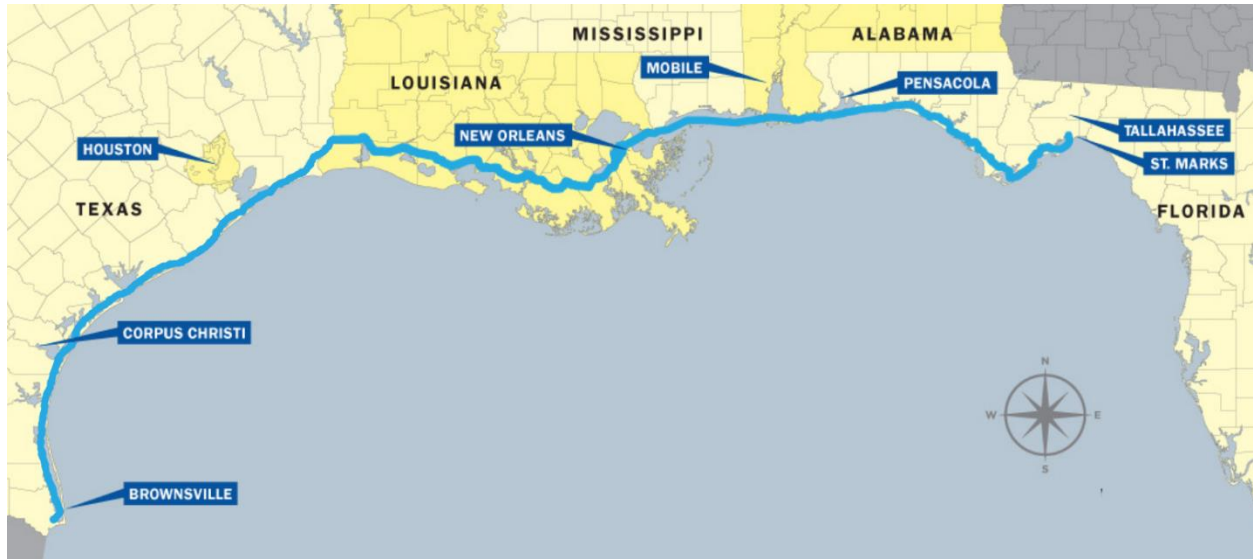 MISSISSIPPI
ALABAMA
MOBILE
LOUISIANA
PENSACOLA
NEW ORLEANS
TALLAHASSEE
HOUSTON
ST. MARKS
TEXAS
FLORIDA
CORPUS CHRISTI
N
W
E
S
BROWNSVILLE